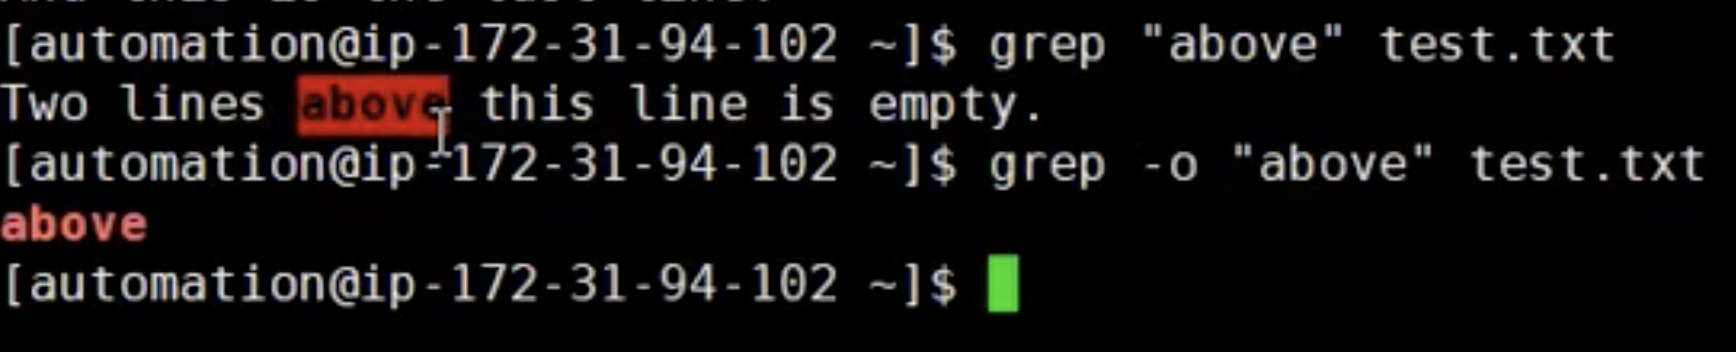 [automation@ip-172-31-94-102 ~]$ grep "above" test.txt
Two lines above this line is empty.
[automation@ip-172-31-94-102 ~]$ grep -o "above" test.txt
above
[automation@ip-172-31-94-102 ~]$